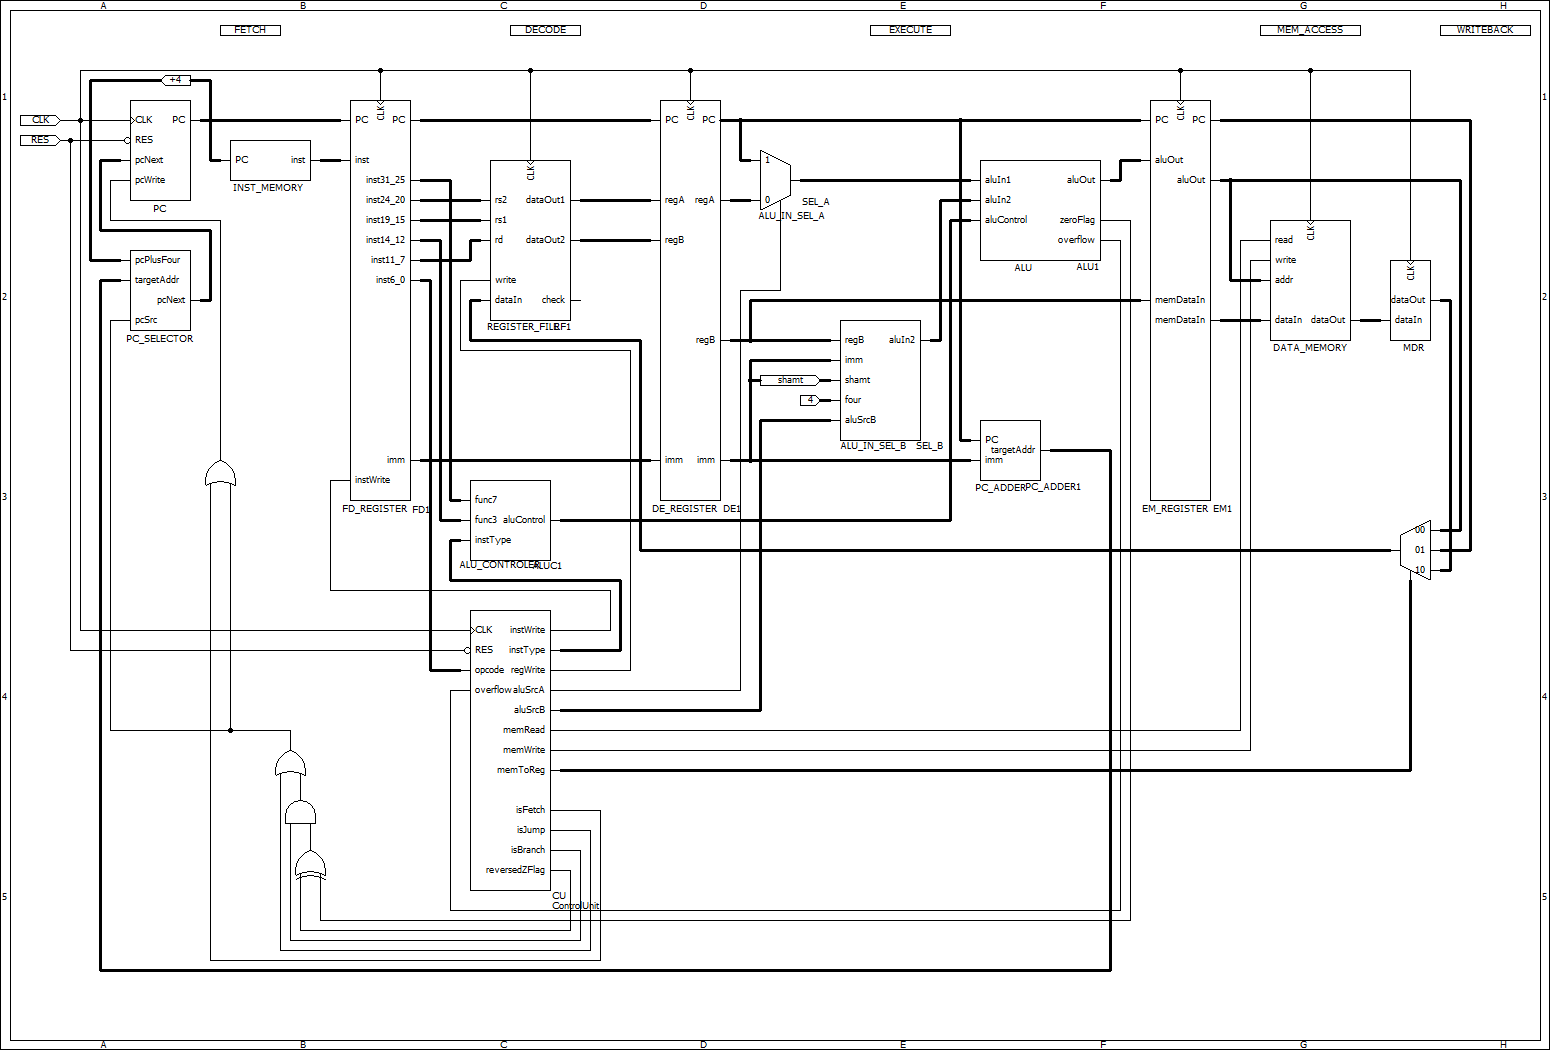 A B C D E F G H
FETCH DECODE EXECUTE MEM_ACCESS WRITEBACK
1 1
2 2
3 3
4 4
5 5
CLK
RES
+4
CLK PC
RES
pcNext
pcWrite
PC
pcPlusFour
targetAddr
pcNext
pcSrc
PC_SELECTOR
PC inst
INST_MEMORY
CLK
PC PC
inst
inst31_25
inst24_20
inst19_15
inst14_12
inst11_7
inst6_0
imm
instWrite
FD_REGISTER FD1
CLK
rs2 dataOut1
rs1
rd dataOut2
write
dataIn check
REGISTER_FILE RF1
func7
func3 aluControl
instType
ALU_CONTROLER ALUC1
CLK instWrite
RES instType
opcode regWrite
overflow aluSrcA
aluSrcB
memRead
memWrite
memToReg
isFetch
isJump
isBranch
reversedZFlag
CU
ControlUnit
CLK
PC PC
regA regA
regB
regB
imm imm
DE_REGISTER DE1
1
0
SEL_A
ALU_IN_SEL_A
regB aluIn2
imm
shamt shamt
4 four
aluSrcB
ALU_IN_SEL_B SEL_B
aluIn1 aluOut
aluIn2
aluControl zeroFlag
overflow
ALU ALU1
PC
targetAddr
imm
PC_ADDER PC_ADDER1
CLK
PC PC
aluOut
aluOut
memDataIn
memDataIn
EM_REGISTER EM1
CLK
read
write
addr
dataIn dataOut
DATA_MEMORY
CLK
dataOut
dataIn
MDR
00
01
10
A B C D E F G H